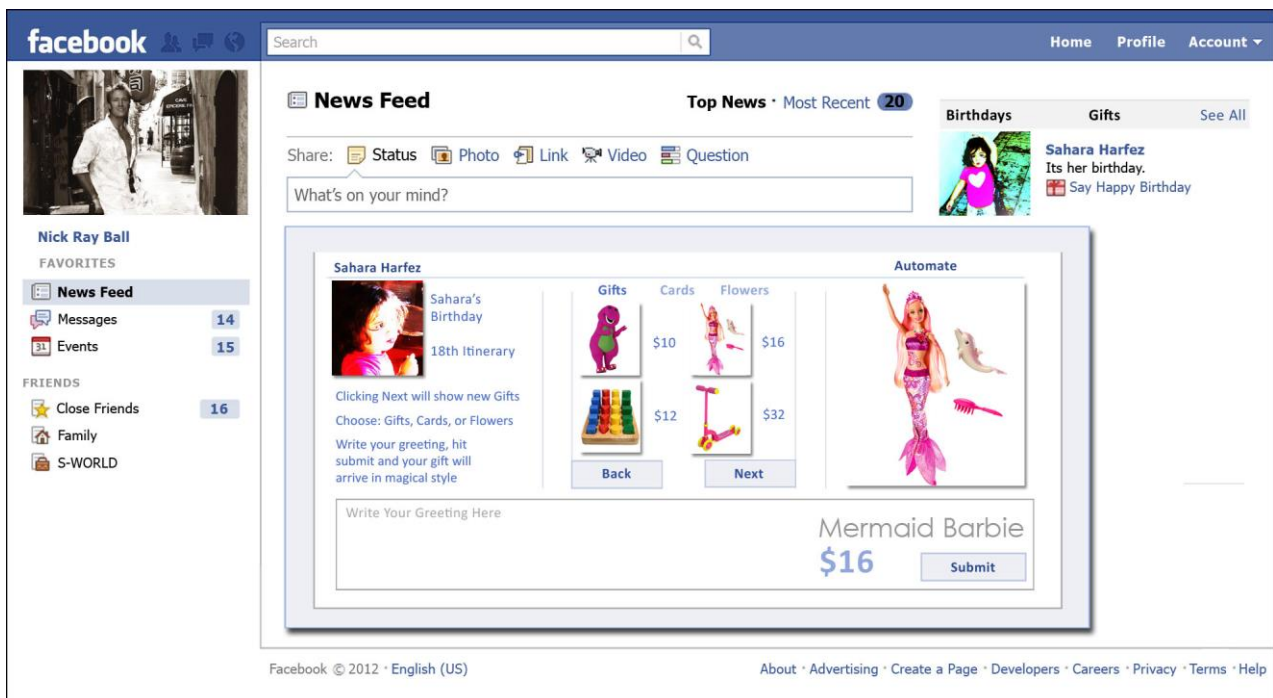 facebook
Search
Home Profile Account
Nick Ray Ball
FAVORITES
News Feed
Messages 14
31 Events 15
FRIENDS
Close Friends 16
Family
S-WORLD
News Feed
Top News · Most Recent 20
Share: Status Photo Link Video Question
What's on your mind?
Birthdays Gifts See All
Sahara Harfez
Its her birthday.
Say Happy Birthday
Sahara Harfez
Sahara's
Birthday
18th Itinerary
Clicking Next will show new Gifts
Choose: Gifts, Cards, or Flowers
Write your greeting, hit
submit and your gift will
arrive in magical style
Gifts Cards Flowers
$10 $16
$12 $32
Back Next
Automate
Write Your Greeting Here
Mermaid Barbie
$16 Submit
Facebook © 2012 · English (US)
About · Advertising · Create a Page · Developers · Careers · Privacy · Terms · Help